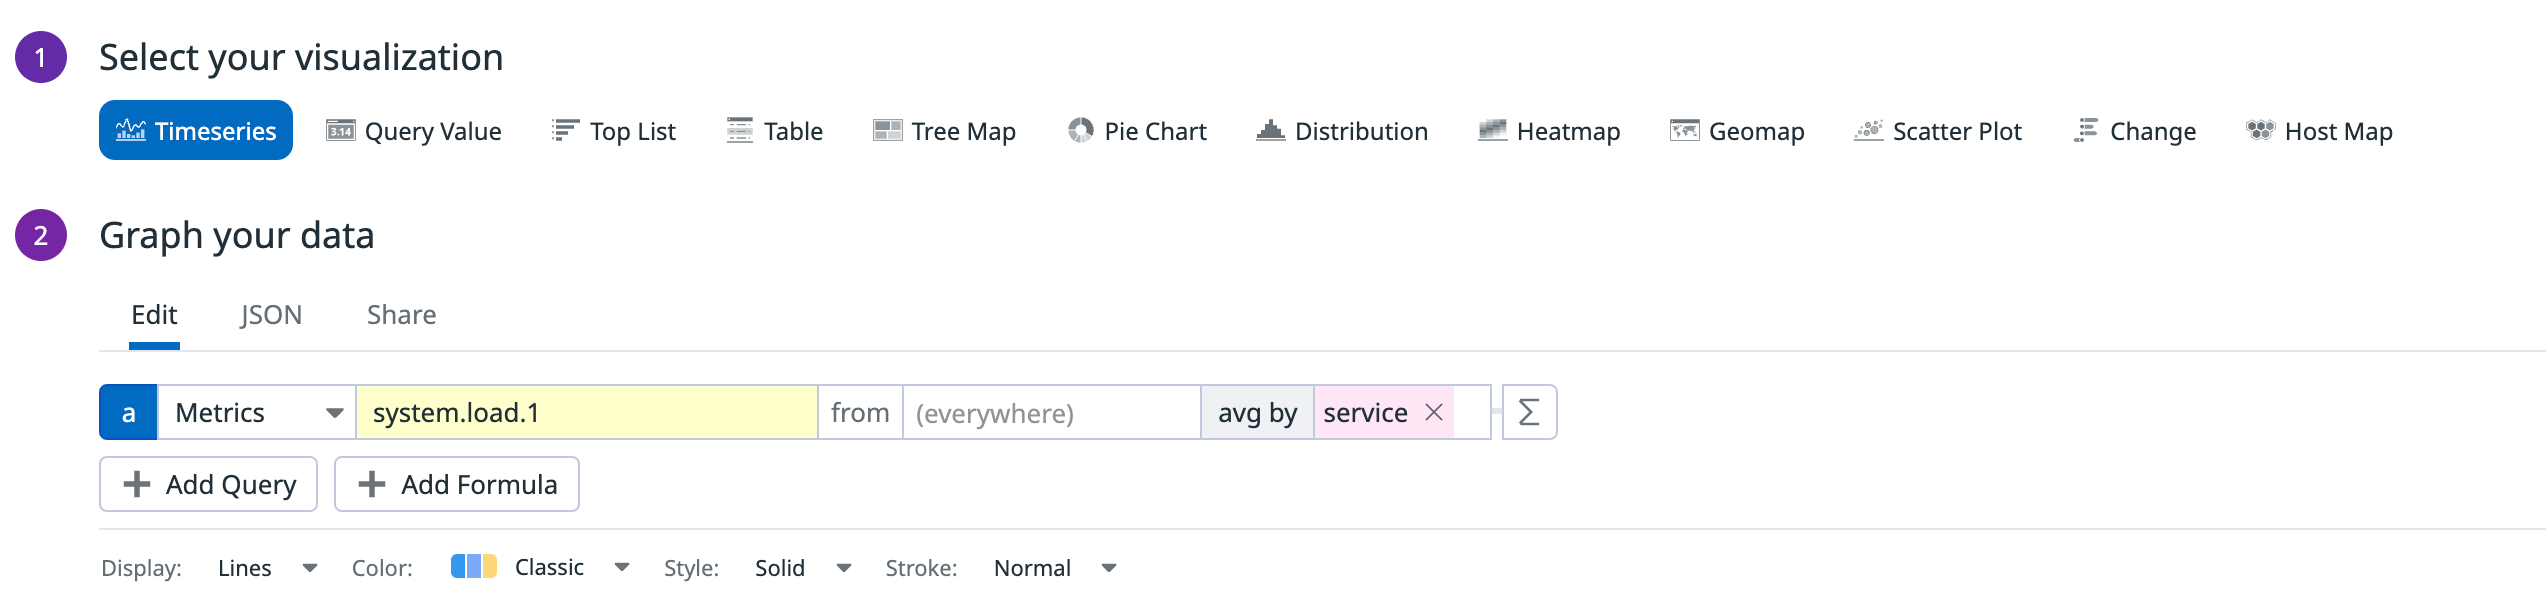 1 Select your visualization
Timeseries 3.14 Query Value Top List Table Tree Map Pie Chart Distribution Heatmap Geomap Scatter Plot Change Host Map
2 Graph your data
Edit JSON Share
a Metrics system.load.1 from (everywhere) avg by service × Σ
+ Add Query + Add Formula
Display: Lines Color: Classic Style: Solid Stroke: Normal